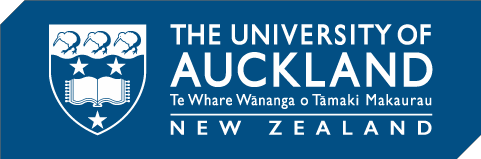 THE UNIVERSITY OF
AUCKLAND
Te Whare Wānanga o Tāmaki Makaurau
NEW ZEALAND